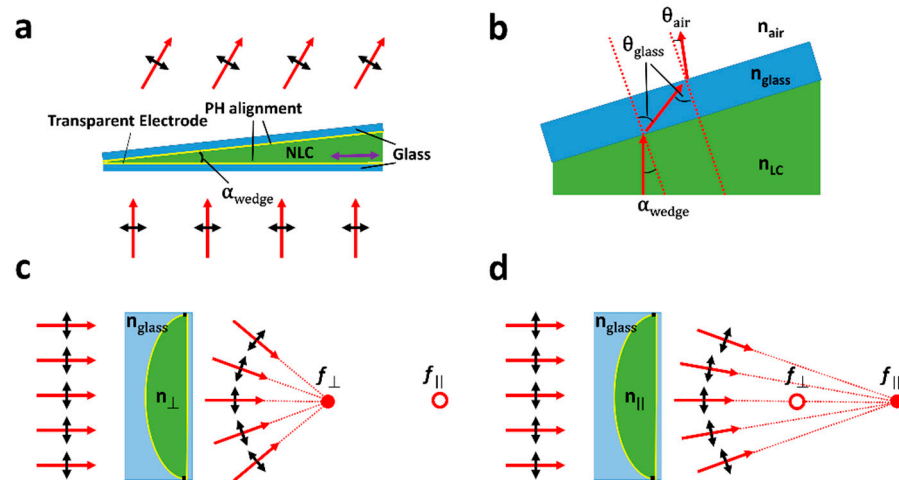 a
PH alignment
Transparent Electrode
NLC
Glass
αwedge
b
θair
nair
θglass
nglass
nLC
αwedge
c
nglass
n⊥
f⊥
f||
d
nglass
n||
f⊥
f||